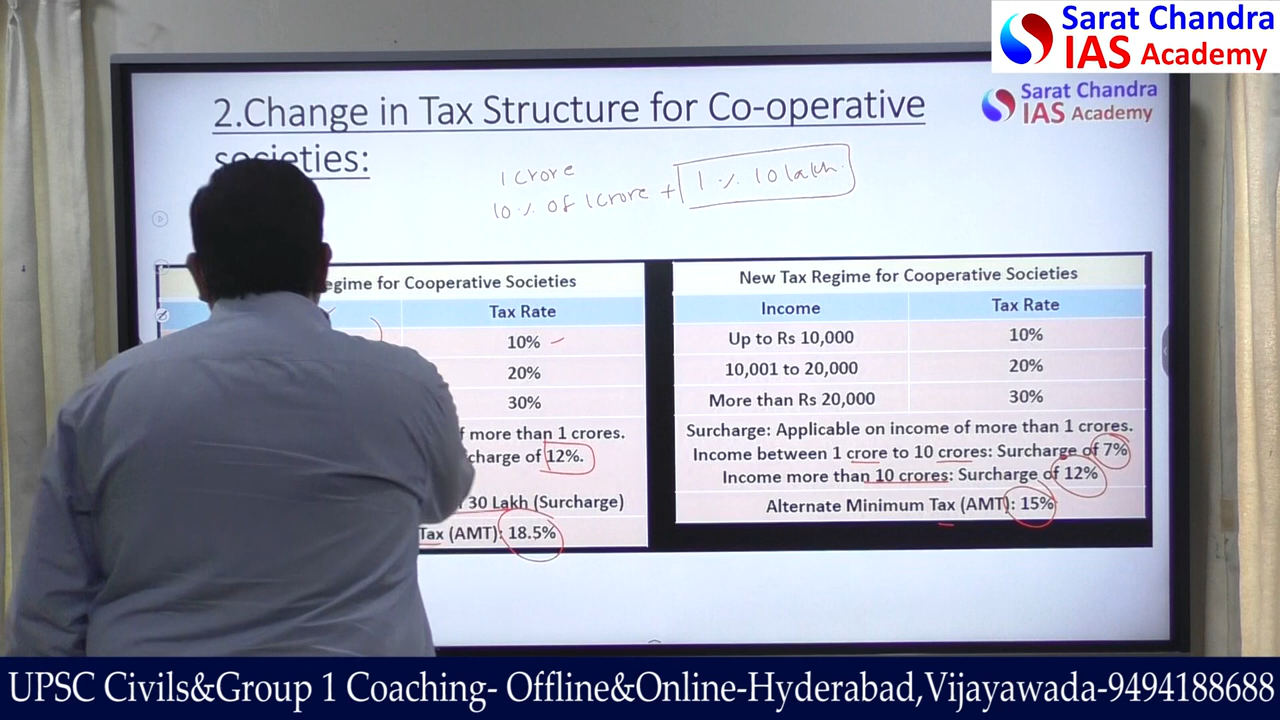 Sarat Chandra
IAS Academy
2.Change in Tax Structure for Co-operative
societies:
Sarat Chandra
IAS Academy
1 Crore
10 % of 1 Crore + 1 % 10 lakh.
egime for Cooperative Societies
Tax Rate
10%
20%
30%
f more than 1 crores.
charge of 12%.
30 Lakh (Surcharge)
Tax (AMT): 18.5%
New Tax Regime for Cooperative Societies
Income Tax Rate
Up to Rs 10,000 10%
10,001 to 20,000 20%
More than Rs 20,000 30%
Surcharge: Applicable on income of more than 1 crores.
Income between 1 crore to 10 crores: Surcharge of 7%
Income more than 10 crores: Surcharge of 12%
Alternate Minimum Tax (AMT): 15%
UPSC Civils&Group 1 Coaching- Offline&Online-Hyderabad,Vijayawada-9494188688